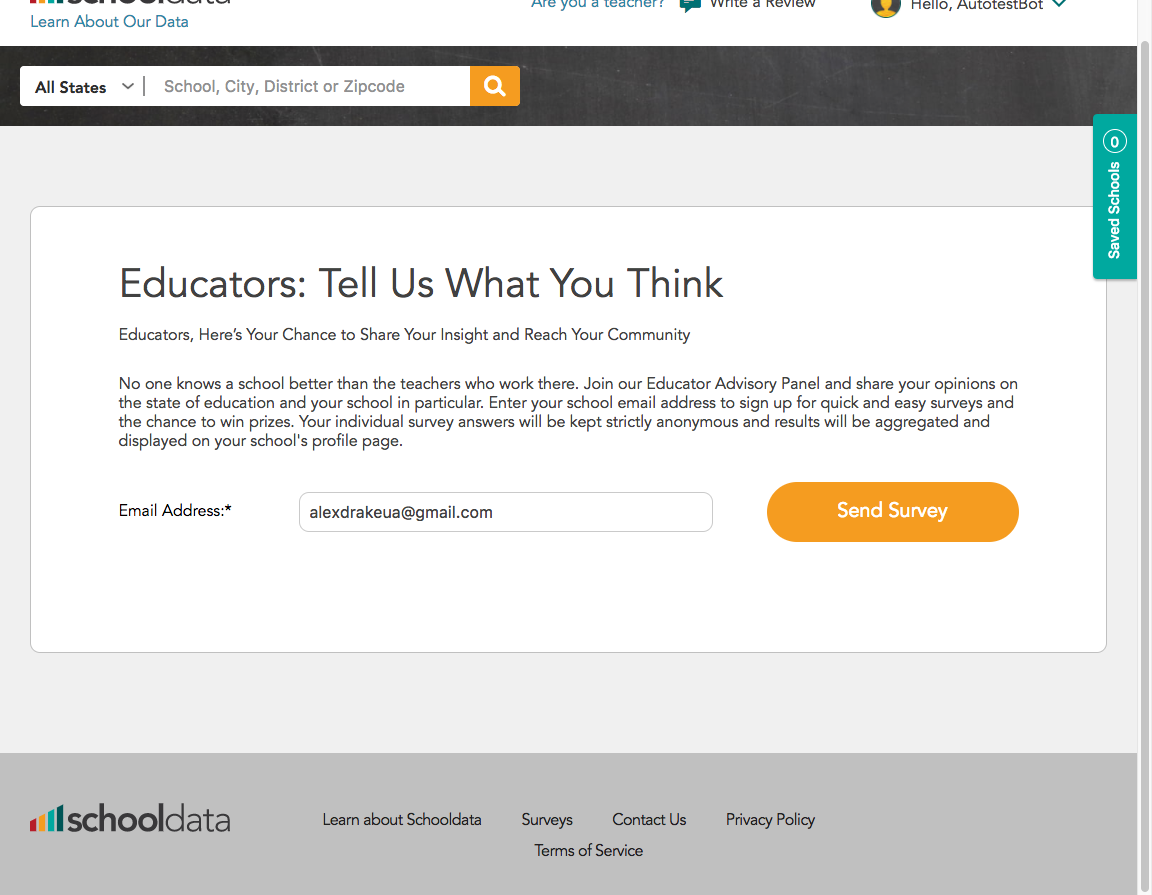 schooldata
Are you a teacher? Write a Review Hello, AutotestBot
Learn About Our Data
All States School, City, District or Zipcode
Saved Schools 0
Educators: Tell Us What You Think
Educators, Here’s Your Chance to Share Your Insight and Reach Your Community
No one knows a school better than the teachers who work there. Join our Educator Advisory Panel and share your opinions on
the state of education and your school in particular. Enter your school email address to sign up for quick and easy surveys and
the chance to win prizes. Your individual survey answers will be kept strictly anonymous and results will be aggregated and
displayed on your school's profile page.
Email Address:* alexdrakeua@gmail.com Send Survey
schooldata Learn about Schooldata Surveys Contact Us Privacy Policy
Terms of Service